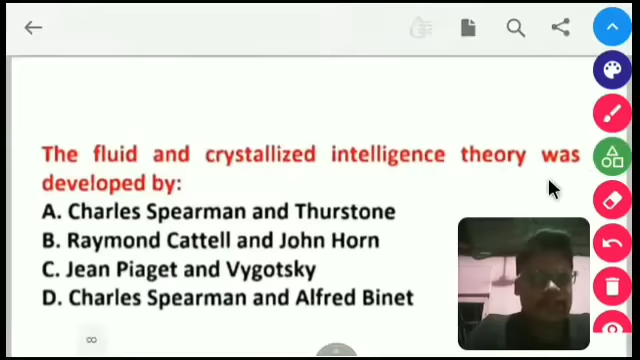 The fluid and crystallized intelligence theory was
developed by:
A. Charles Spearman and Thurstone
B. Raymond Cattell and John Horn
C. Jean Piaget and Vygotsky
D. Charles Spearman and Alfred Binet
∞